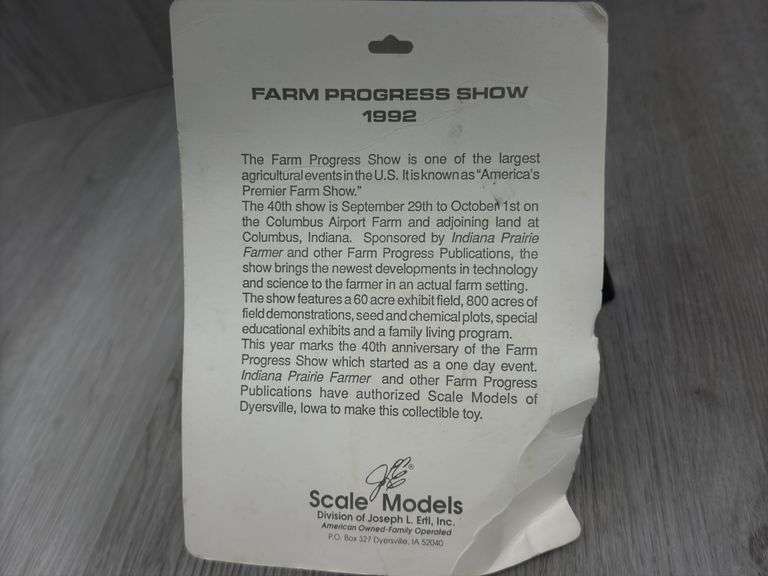 FARM PROGRESS SHOW
1992
The Farm Progress Show is one of the largest
agricultural events in the U.S. It is known as "America's
Premier Farm Show."
The 40th show is September 29th to October 1st on
the Columbus Airport Farm and adjoining land at
Columbus, Indiana. Sponsored by Indiana Prairie
Farmer and other Farm Progress Publications, the
show brings the newest developments in technology
and science to the farmer in an actual farm setting.
The show features a 60 acre exhibit field, 800 acres of
field demonstrations, seed and chemical plots, special
educational exhibits and a family living program.
This year marks the 40th anniversary of the Farm
Progress Show which started as a one day event.
Indiana Prairie Farmer and other Farm Progress
Publications have authorized Scale Models of
Dyersville, Iowa to make this collectible toy.
JLE®
Scale Models
Division of Joseph L. Ertl, Inc.
American Owned-Family Operated
P.O. Box 327 Dyersville, IA 52040